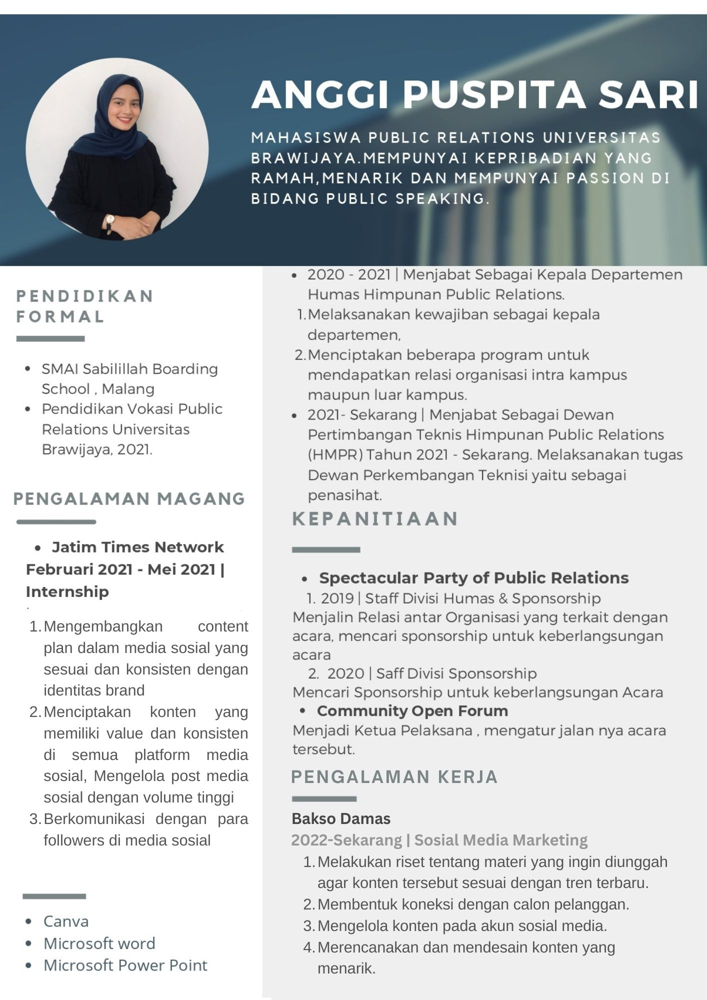 ANGGI PUSPITA SARI
MAHASISWA PUBLIC RELATIONS UNIVERSITAS
BRAWIJAYA.MEMPUNYAI KEPRIBADIAN YANG
RAMAH,MENARIK DAN MEMPUNYAI PASSION DI
BIDANG PUBLIC SPEAKING.
PENDIDIKAN
FORMAL
• SMAI Sabilillah Boarding
School , Malang
• Pendidikan Vokasi Public
Relations Universitas
Brawijaya, 2021.
PENGALAMAN MAGANG
• Jatim Times Network
Februari 2021 - Mei 2021 |
Internship
1. Mengembangkan content
plan dalam media sosial yang
sesuai dan konsisten dengan
identitas brand
2. Menciptakan konten yang
memiliki value dan konsisten
di semua platform media
sosial, Mengelola post media
sosial dengan volume tinggi
3. Berkomunikasi dengan para
followers di media sosial
• Canva
• Microsoft word
• Microsoft Power Point
• 2020 - 2021 | Menjabat Sebagai Kepala Departemen
Humas Himpunan Public Relations.
1. Melaksanakan kewajiban sebagai kepala
departemen,
2. Menciptakan beberapa program untuk
mendapatkan relasi organisasi intra kampus
maupun luar kampus.
• 2021- Sekarang | Menjabat Sebagai Dewan
Pertimbangan Teknis Himpunan Public Relations
(HMPR) Tahun 2021 - Sekarang. Melaksanakan tugas
Dewan Perkembangan Teknisi yaitu sebagai
penasihat.
KEPANITIAAN
• Spectacular Party of Public Relations
1. 2019 | Staff Divisi Humas & Sponsorship
Menjalin Relasi antar Organisasi yang terkait dengan
acara, mencari sponsorship untuk keberlangsungan
acara
2. 2020 | Saff Divisi Sponsorship
Mencari Sponsorship untuk keberlangsungan Acara
• Community Open Forum
Menjadi Ketua Pelaksana , mengatur jalan nya acara
tersebut.
PENGALAMAN KERJA
Bakso Damas
2022-Sekarang | Sosial Media Marketing
1. Melakukan riset tentang materi yang ingin diunggah
agar konten tersebut sesuai dengan tren terbaru.
2. Membentuk koneksi dengan calon pelanggan.
3. Mengelola konten pada akun sosial media.
4. Merencanakan dan mendesain konten yang
menarik.